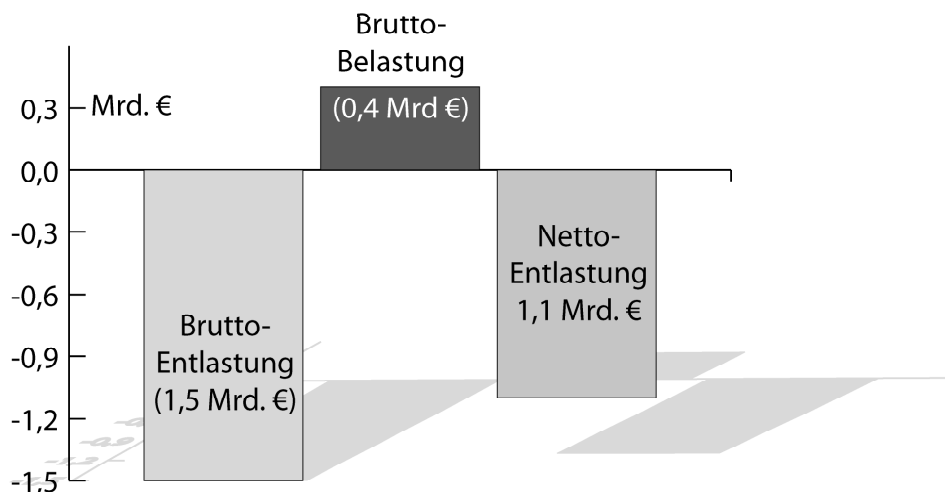 Brutto-
Belastung
(0,4 Mrd €)
0,3
Mrd. €
0,0
-0,3
-0,6
-0,9
-1,2
-1,5
Brutto-
Entlastung
(1,5 Mrd. €)
Netto-
Entlastung
1,1 Mrd. €